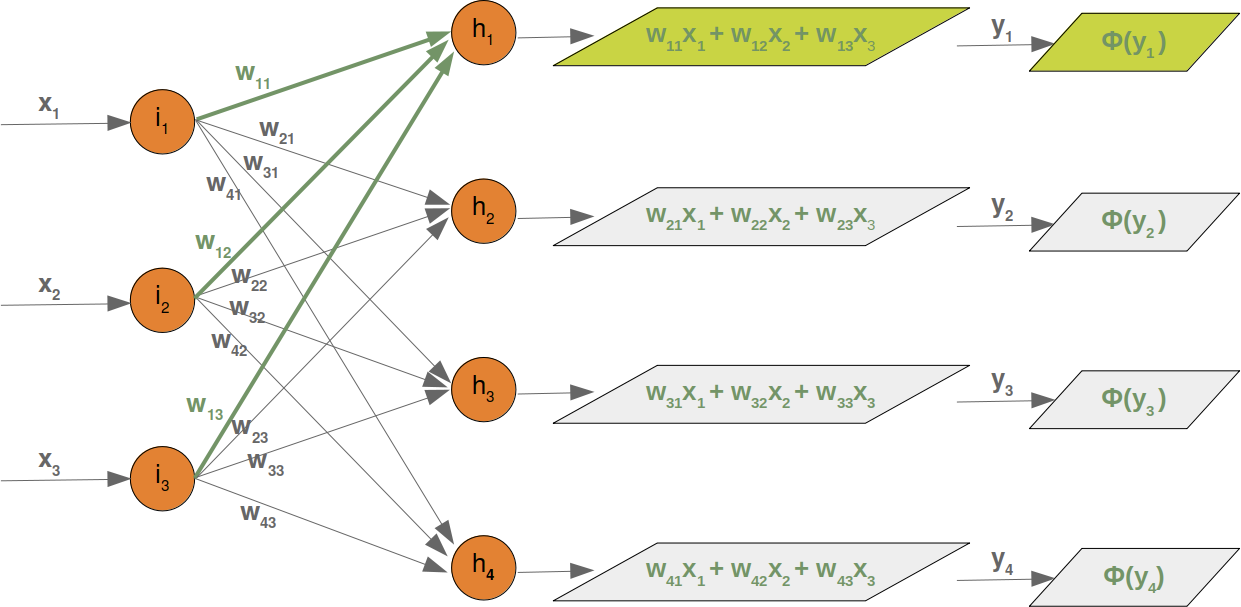 h₁
w₁₁x₁ + w₁₂x₂ + w₁₃x₃
y₁
Φ(y₁ )
w₁₁
x₁
i₁
w₂₁
w₃₁
w₄₁
h₂
w₂₁x₁ + w₂₂x₂ + w₂₃x₃
y₂
Φ(y₂ )
w₁₂
x₂
i₂
w₂₂
w₃₂
w₄₂
h₃
w₃₁x₁ + w₃₂x₂ + w₃₃x₃
y₃
Φ(y₃ )
w₁₃
w₂₃
x₃
i₃
w₃₃
w₄₃
h₄
w₄₁x₁ + w₄₂x₂ + w₄₃x₃
y₄
Φ(y₄)